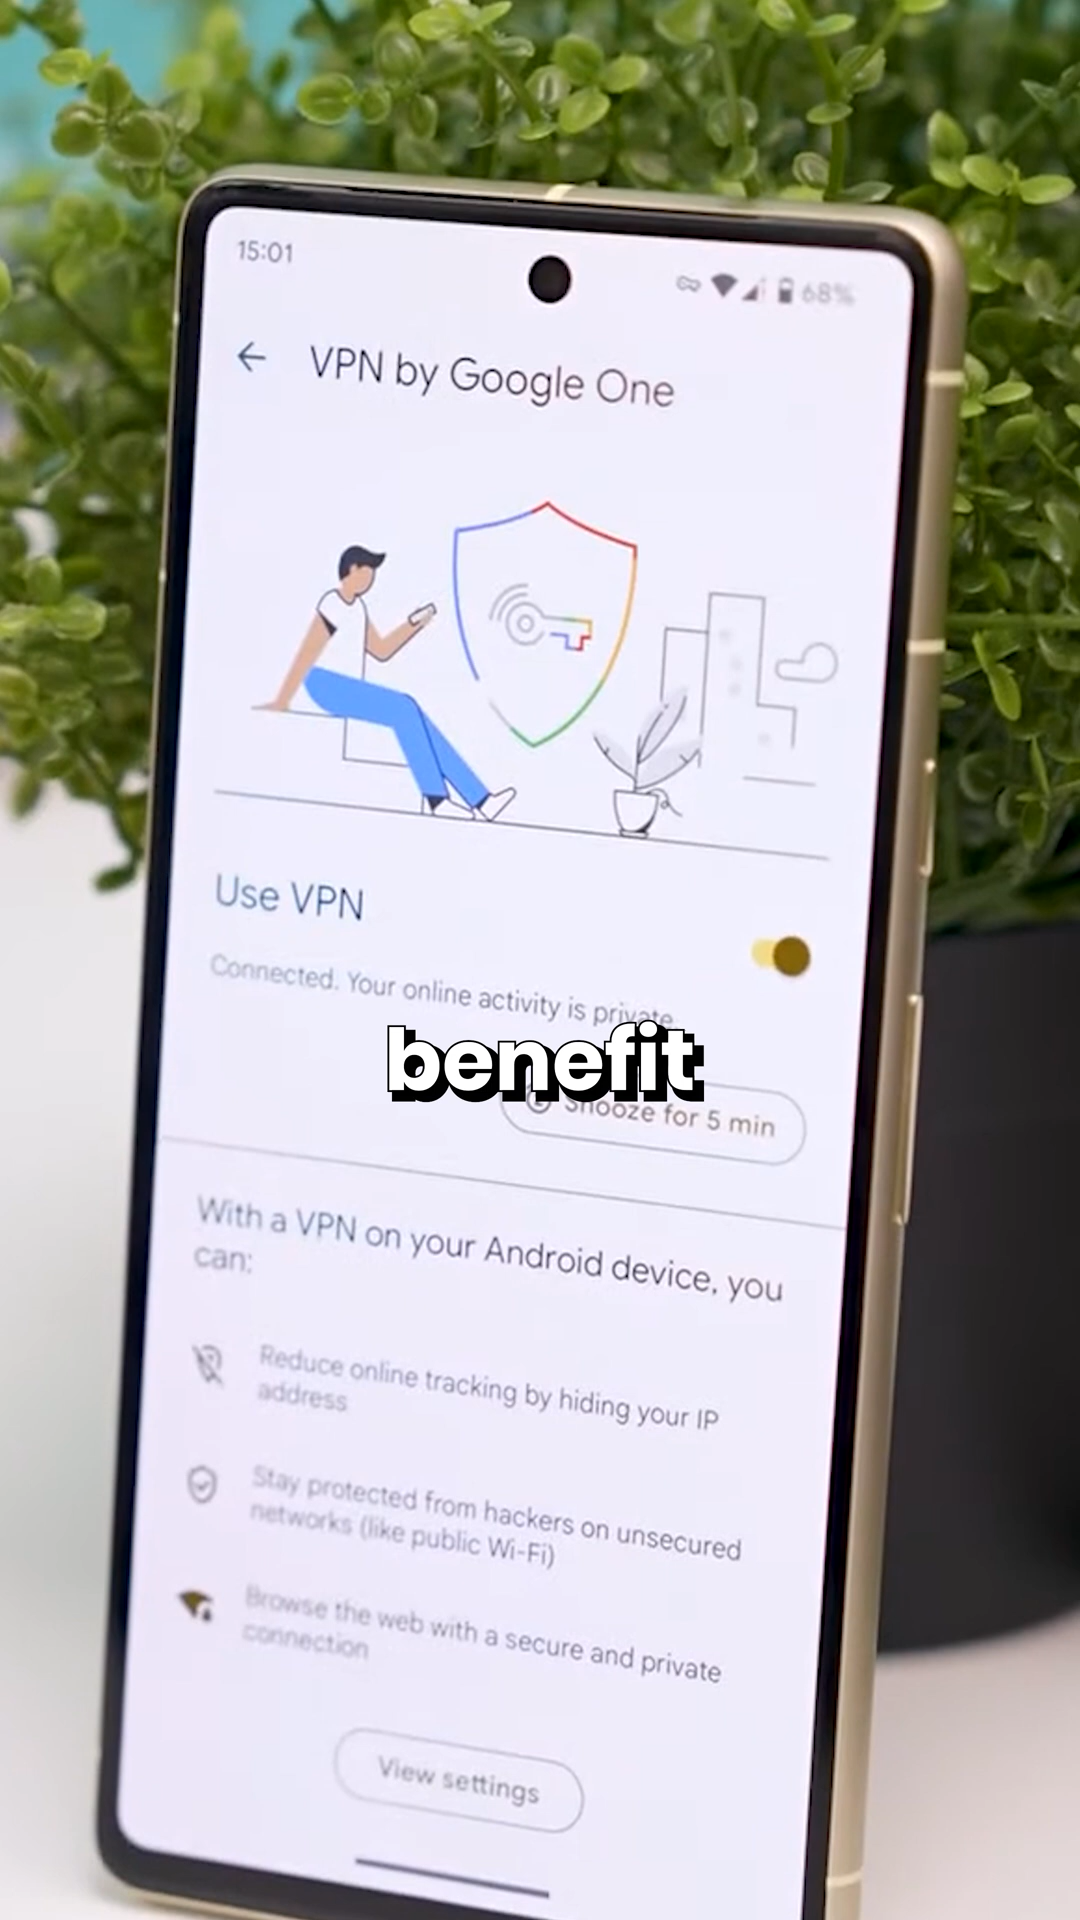 15:01
68%
VPN by Google One
Use VPN
Connected. Your online activity is private.
benefit
Snooze for 5 min
With a VPN on your Android device, you
can:
Reduce online tracking by hiding your IP
address
Stay protected from hackers on unsecured
networks (like public Wi-Fi)
Browse the web with a secure and private
connection
View settings